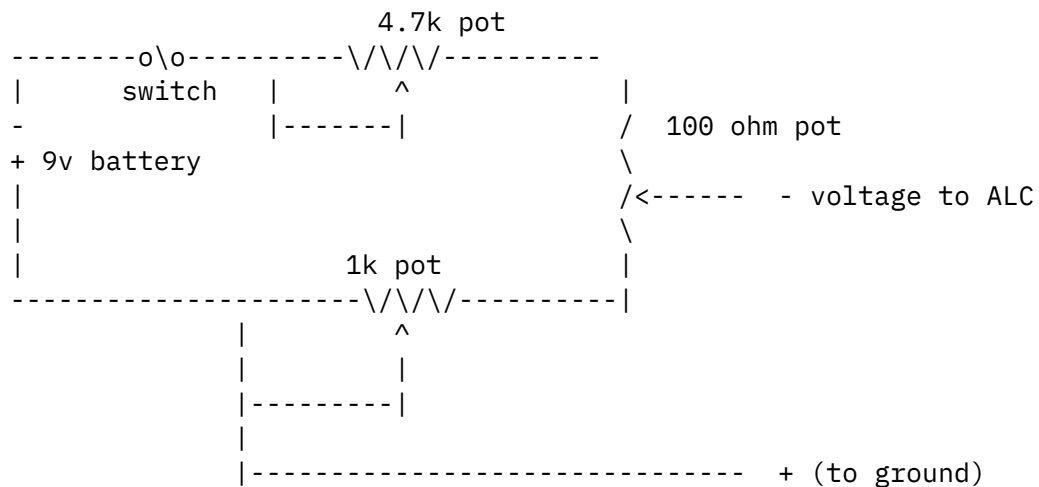 4.7k pot
--------o\o----------\/\/\/----------
|      switch   |       ^             |
-               |-------|             /  100 ohm pot
+ 9v battery                          \
|                                     /<------  - voltage to ALC
|                                     \
|                    1k pot           |
----------------------\/\/\/----------|
|         ^
|         |
|---------|
|
|-------------------------------  + (to ground)